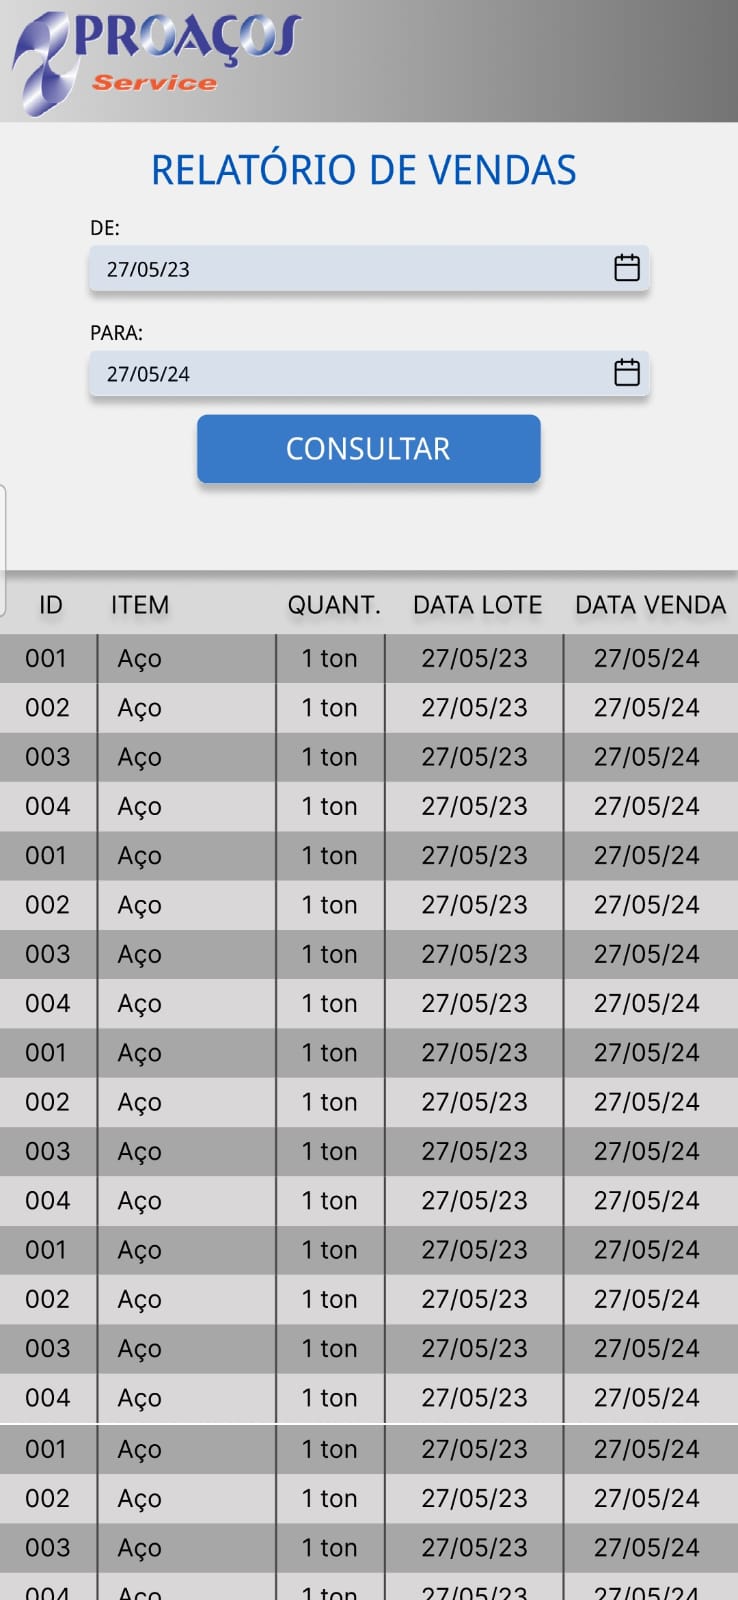 PROAÇOS
Service
RELATÓRIO DE VENDAS
DE:
27/05/23
PARA:
27/05/24
CONSULTAR
ID ITEM QUANT. DATA LOTE DATA VENDA
001 Aço 1 ton 27/05/23 27/05/24
002 Aço 1 ton 27/05/23 27/05/24
003 Aço 1 ton 27/05/23 27/05/24
004 Aço 1 ton 27/05/23 27/05/24
001 Aço 1 ton 27/05/23 27/05/24
002 Aço 1 ton 27/05/23 27/05/24
003 Aço 1 ton 27/05/23 27/05/24
004 Aço 1 ton 27/05/23 27/05/24
001 Aço 1 ton 27/05/23 27/05/24
002 Aço 1 ton 27/05/23 27/05/24
003 Aço 1 ton 27/05/23 27/05/24
004 Aço 1 ton 27/05/23 27/05/24
001 Aço 1 ton 27/05/23 27/05/24
002 Aço 1 ton 27/05/23 27/05/24
003 Aço 1 ton 27/05/23 27/05/24
004 Aço 1 ton 27/05/23 27/05/24
001 Aço 1 ton 27/05/23 27/05/24
002 Aço 1 ton 27/05/23 27/05/24
003 Aço 1 ton 27/05/23 27/05/24
004 Aço 1 ton 27/05/23 27/05/24